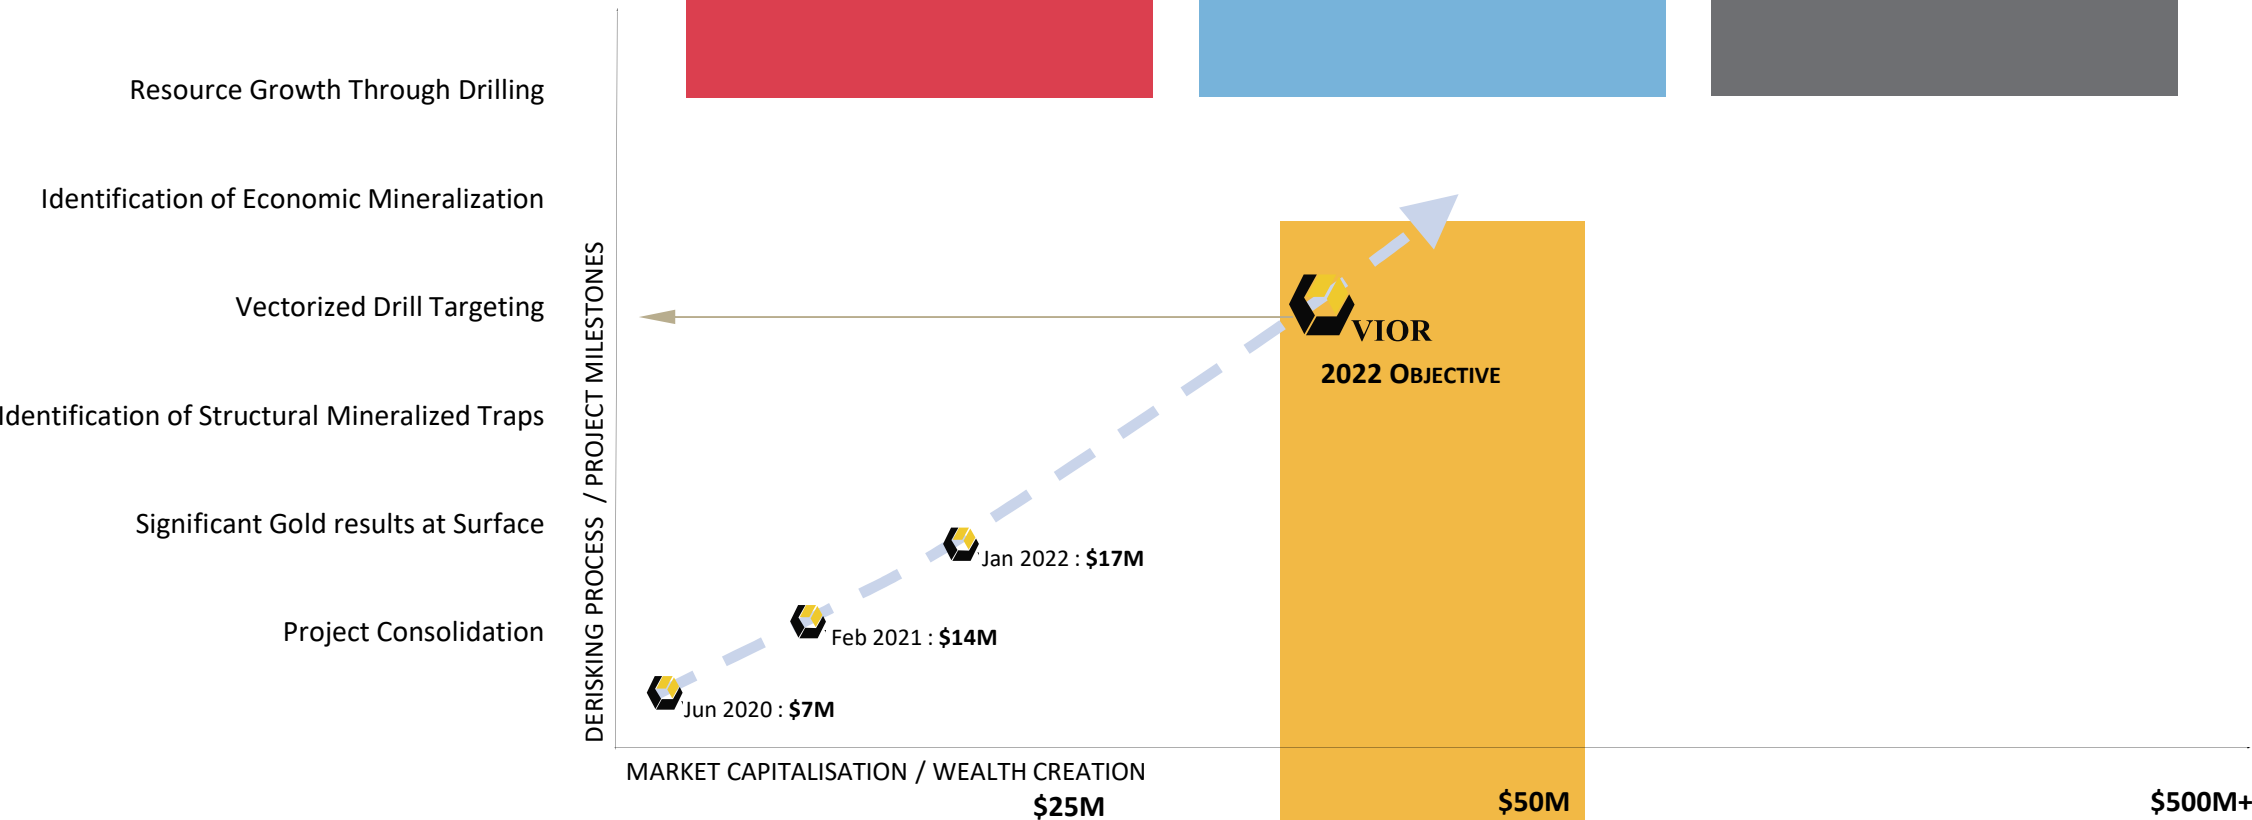 Resource Growth Through Drilling
Identification of Economic Mineralization
Vectorized Drill Targeting
Identification of Structural Mineralized Traps
Significant Gold results at Surface
Project Consolidation
DERISKING PROCESS / PROJECT MILESTONES
VIOR
2022 OBJECTIVE
Jan 2022 : $17M
Feb 2021 : $14M
Jun 2020 : $7M
MARKET CAPITALISATION / WEALTH CREATION
$25M
$50M
$500M+